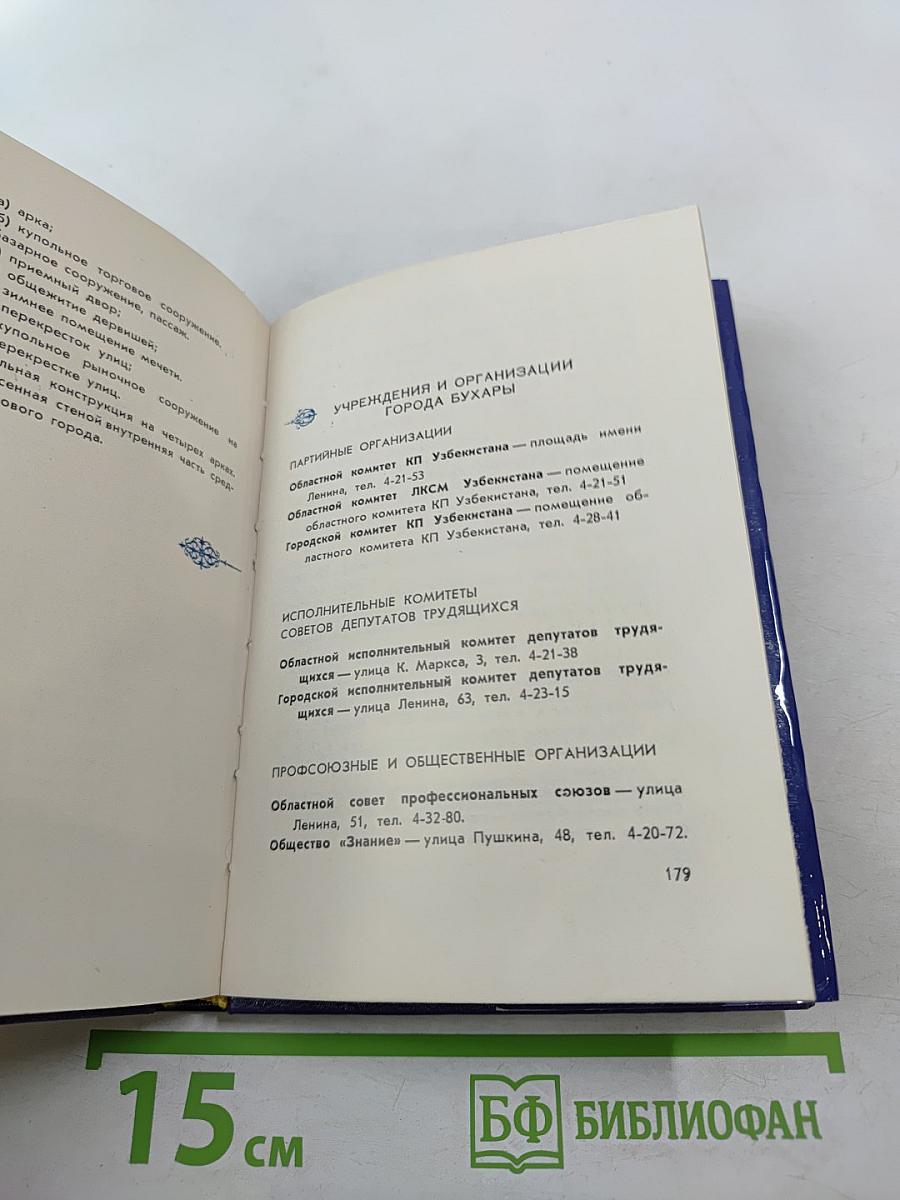 а) арка;
б) купольное торговое сооружение.
базарное сооружение, пассаж.
приемный двор;
общежитие дервишей;
зимнее помещение мечети.
перекресток улиц;
купольное рыночное сооружение на
перекрестке улиц.
льная конструкция на четырех арках.
сенная стеной внутренняя часть сред-
ового города.
УЧРЕЖДЕНИЯ И ОРГАНИЗАЦИИ
ГОРОДА БУХАРЫ
ПАРТИЙНЫЕ ОРГАНИЗАЦИИ
Областной комитет КП Узбекистана — площадь имени
Ленина, тел. 4-21-53
Областной комитет ЛКСМ Узбекистана — помещение
областного комитета КП Узбекистана, тел. 4-21-51
Городской комитет КП Узбекистана — помещение об-
ластного комитета КП Узбекистана, тел. 4-28-41
ИСПОЛНИТЕЛЬНЫЕ КОМИТЕТЫ
СОВЕТОВ ДЕПУТАТОВ ТРУДЯЩИХСЯ
Областной исполнительный комитет депутатов трудя-
щихся — улица К. Маркса, 3, тел. 4-21-38
Городской исполнительный комитет депутатов трудя-
щихся — улица Ленина, 63, тел. 4-23-15
ПРОФСОЮЗНЫЕ И ОБЩЕСТВЕННЫЕ ОРГАНИЗАЦИИ
Областной совет профессиональных союзов — улица
Ленина, 51, тел. 4-32-80.
Общество «Знание» — улица Пушкина, 48, тел. 4-20-72.
179
15 см
БФ БИБЛИОФАН